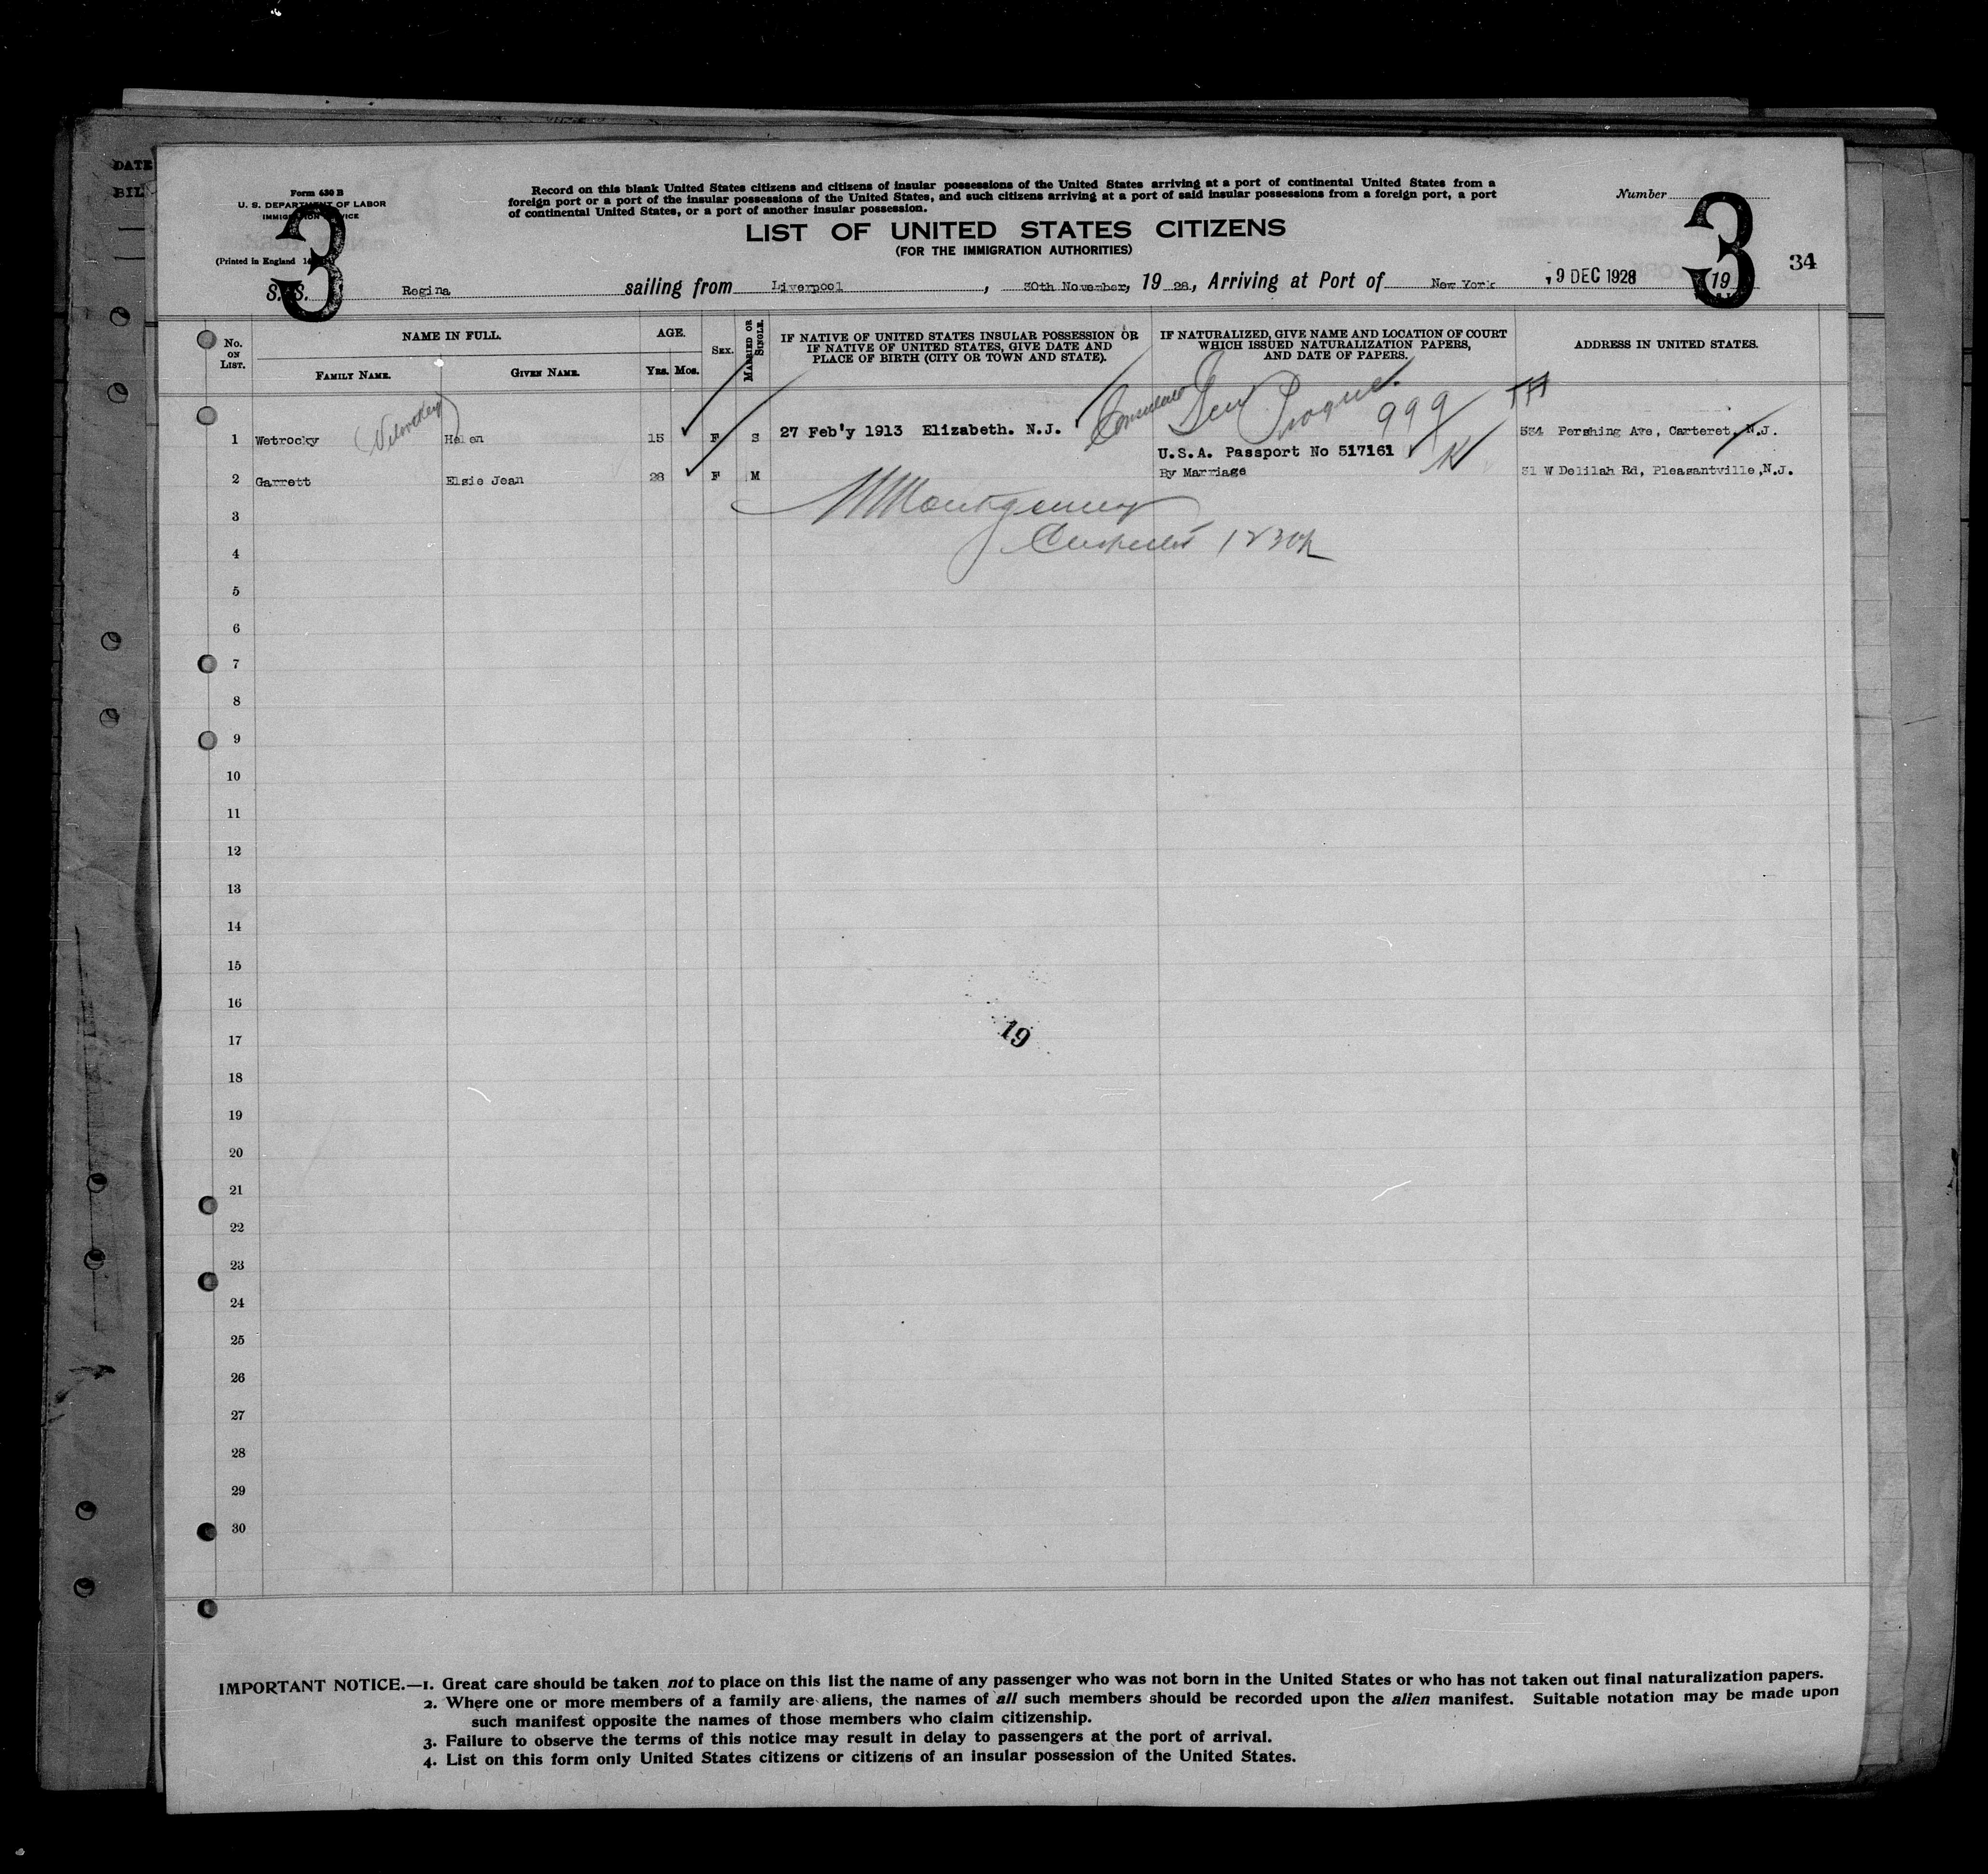 DATE
BIL
Form 630 B
U. S. DEPARTMENT OF LABOR
IMMIGRATION SERVICE
(Printed in England
3
Record on this blank United States citizens and citizens of insular possessions of the United States arriving at a port of continental United States from a
foreign port or a port of the insular possessions of the United States, and such citizens arriving at a port of said insular possessions from a foreign port, a port
of continental United States, or a port of another insular possession.
LIST OF UNITED STATES CITIZENS
(FOR THE IMMIGRATION AUTHORITIES)
Number
3
34
S.S. Regina sailing from Liverpool, 30th November, 19 28, Arriving at Port of New York, 9 DEC 1928 19
No. ON LIST.
NAME IN FULL.
FAMILY NAME.
GIVEN NAME.
AGE.
YRS. MOS.
SEX.
MARRIED OR SINGLE.
IF NATIVE OF UNITED STATES INSULAR POSSESSION OR
IF NATIVE OF UNITED STATES, GIVE DATE AND
PLACE OF BIRTH (CITY OR TOWN AND STATE).
IF NATURALIZED, GIVE NAME AND LOCATION OF COURT
WHICH ISSUED NATURALIZATION PAPERS,
AND DATE OF PAPERS.
ADDRESS IN UNITED STATES.
Consulate Gen Prague.
999
1 Wetrocky Helen 15 F S 27 Feb'y 1913 Elizabeth. N.J. U.S.A. Passport No 517161 534 Pershing Ave, Carteret, N.J.
2 Garrett Elsie Jean 28 F M By Marriage 31 W Delilah Rd, Pleasantville, N.J.
Montgomery
1230
3
4
5
6
7
8
9
10
11
12
13
14
15
16
17
18
19
20
21
22
23
24
25
26
27
28
29
30
19
IMPORTANT NOTICE.—1. Great care should be taken not to place on this list the name of any passenger who was not born in the United States or who has not taken out final naturalization papers.
2. Where one or more members of a family are aliens, the names of all such members should be recorded upon the alien manifest. Suitable notation may be made upon
such manifest opposite the names of those members who claim citizenship.
3. Failure to observe the terms of this notice may result in delay to passengers at the port of arrival.
4. List on this form only United States citizens or citizens of an insular possession of the United States.